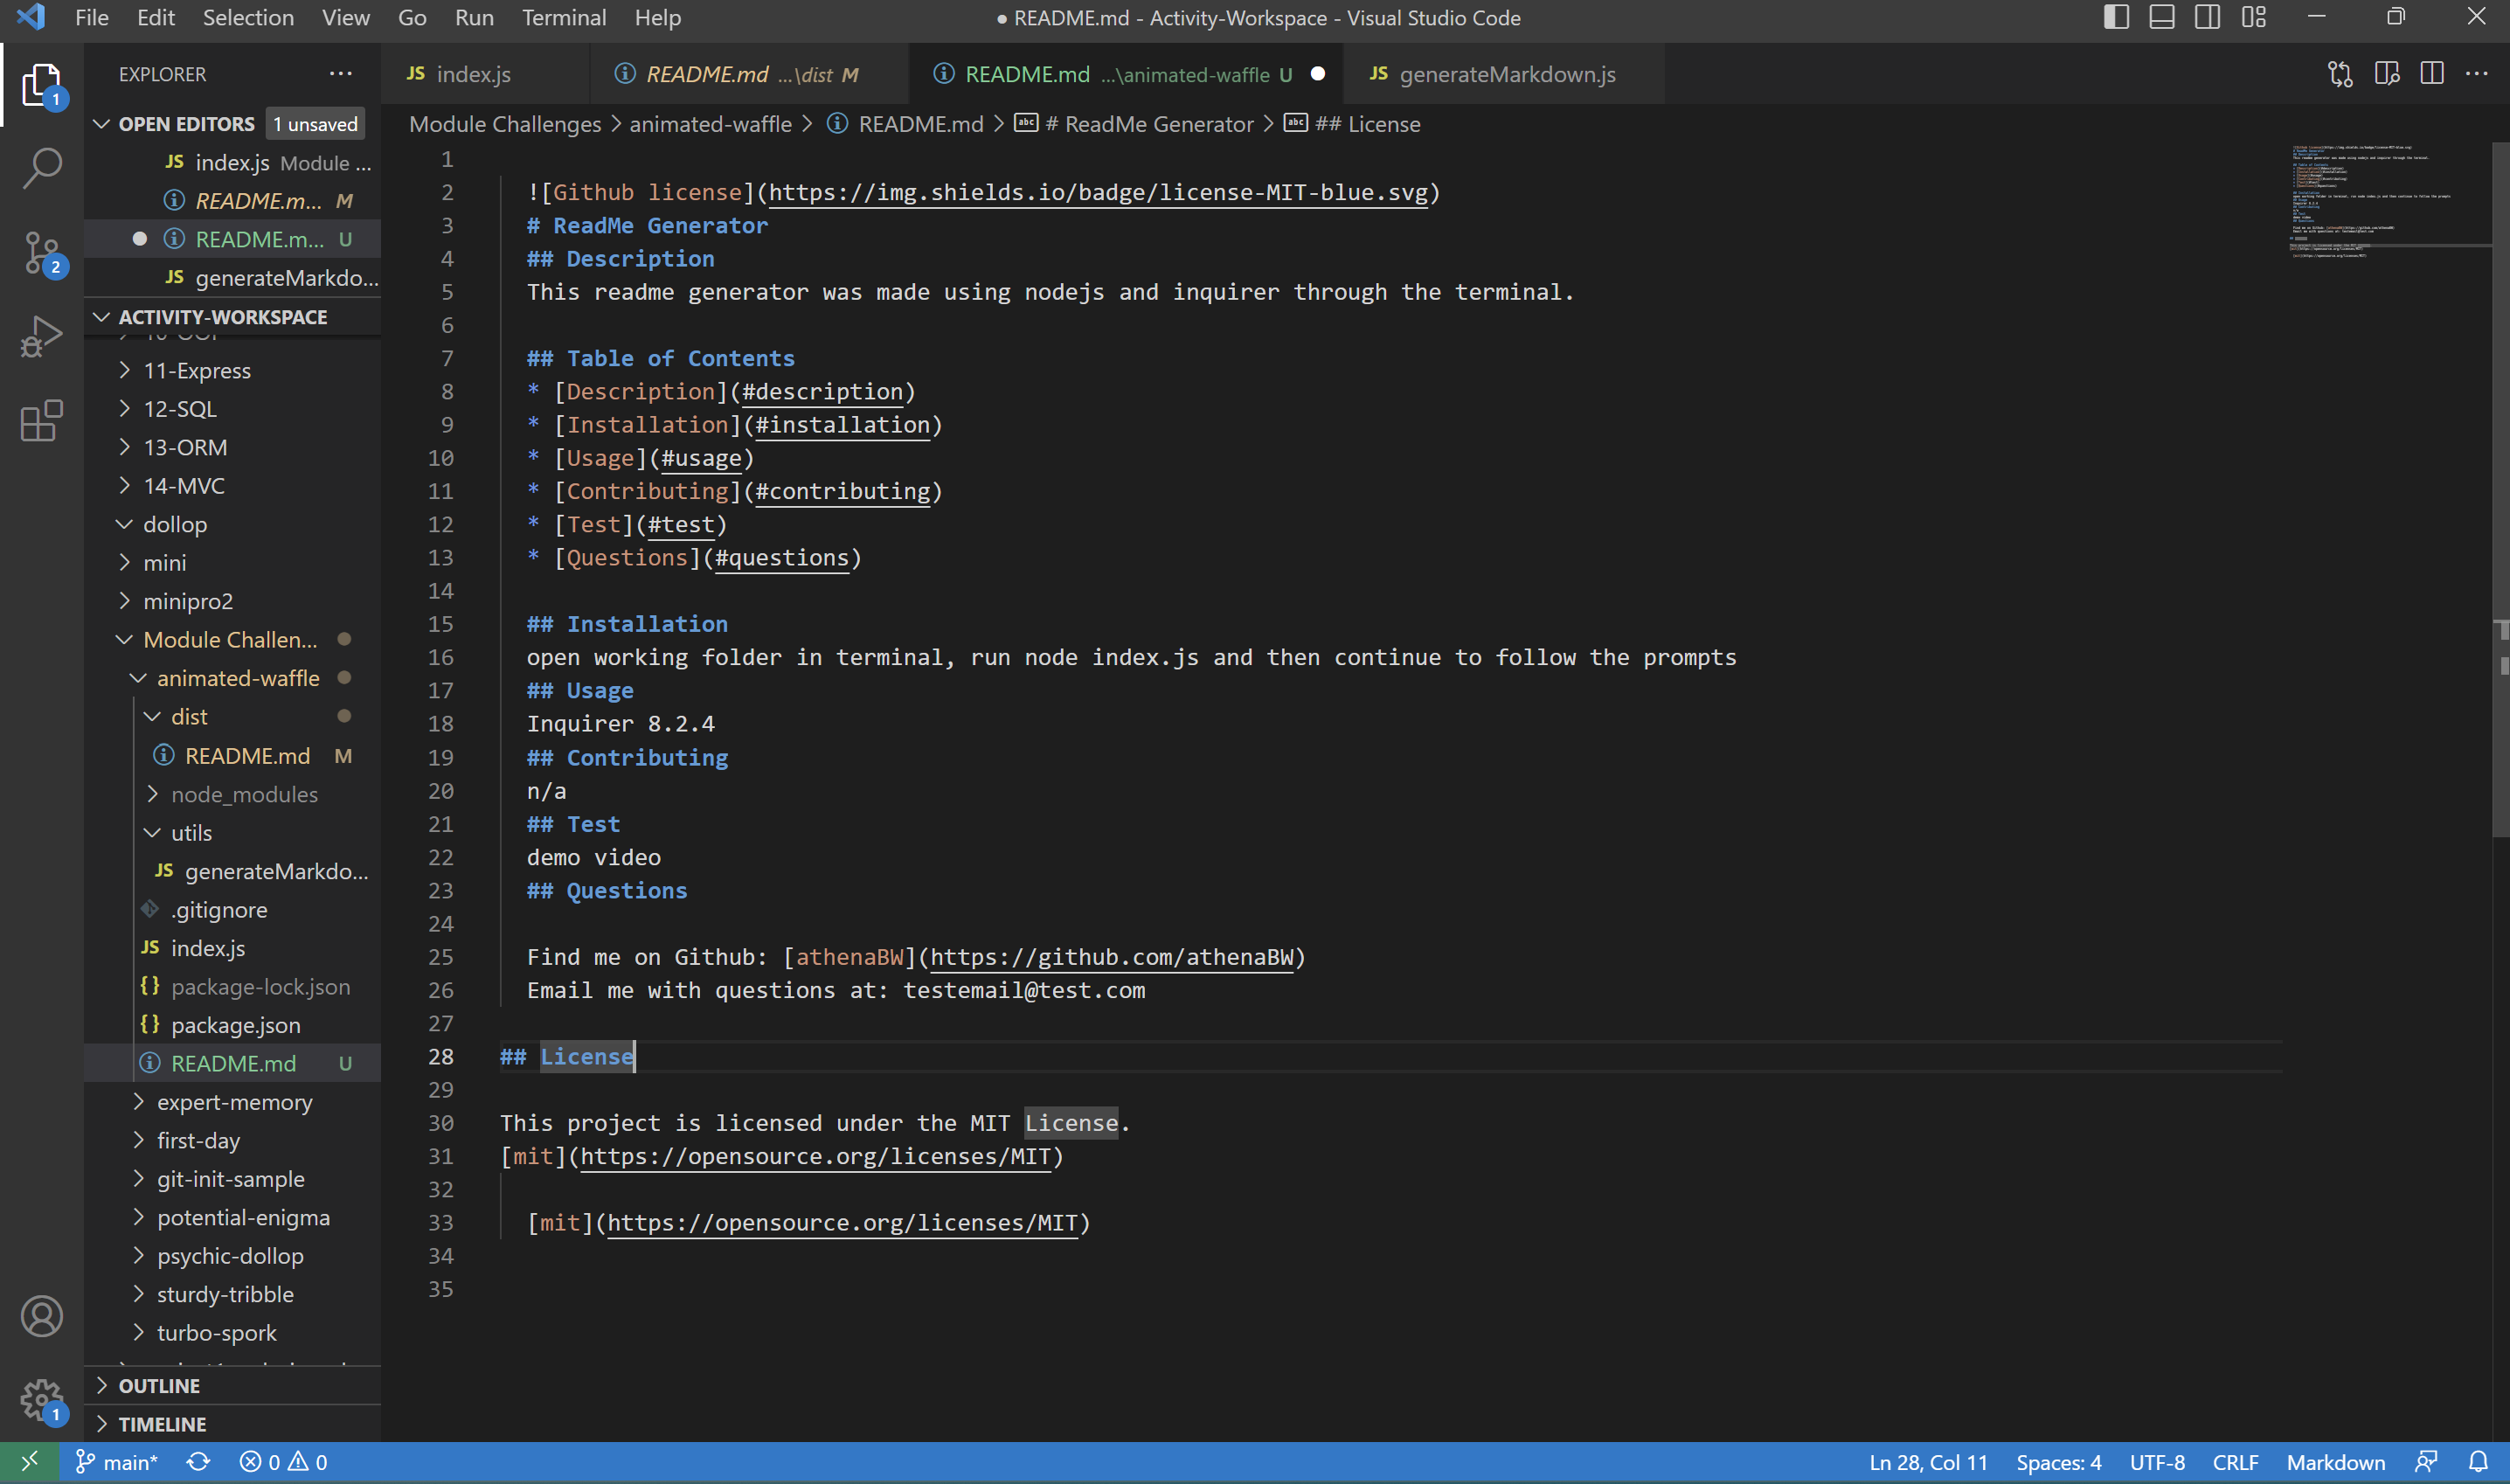 File Edit Selection View Go Run Terminal Help
● README.md - Activity-Workspace - Visual Studio Code
EXPLORER
OPEN EDITORS 1 unsaved
JS index.js Module ...
README.m... M
README.m... U
JS generateMarkdo...
ACTIVITY-WORKSPACE
11-Express
12-SQL
13-ORM
14-MVC
dollop
mini
minipro2
Module Challen...
animated-waffle
dist
README.md M
node_modules
utils
JS generateMarkdo...
.gitignore
JS index.js
{} package-lock.json
{} package.json
README.md U
expert-memory
first-day
git-init-sample
potential-enigma
psychic-dollop
sturdy-tribble
turbo-spork
OUTLINE
TIMELINE
1
2
1
JS index.js
README.md ...\dist M
README.md ...\animated-waffle U
JS generateMarkdown.js
Module Challenges > animated-waffle > README.md > # ReadMe Generator > ## License
1
2 ![Github license](https://img.shields.io/badge/license-MIT-blue.svg)
3 # ReadMe Generator
4 ## Description
5 This readme generator was made using nodejs and inquirer through the terminal.
6
7 ## Table of Contents
8 * [Description](#description)
9 * [Installation](#installation)
10 * [Usage](#usage)
11 * [Contributing](#contributing)
12 * [Test](#test)
13 * [Questions](#questions)
14
15 ## Installation
16 open working folder in terminal, run node index.js and then continue to follow the prompts
17 ## Usage
18 Inquirer 8.2.4
19 ## Contributing
20 n/a
21 ## Test
22 demo video
23 ## Questions
24
25 Find me on Github: [athenaBW](https://github.com/athenaBW)
26 Email me with questions at: testemail@test.com
27
28 ## License
29
30 This project is licensed under the MIT License.
31 [mit](https://opensource.org/licenses/MIT)
32
33 [mit](https://opensource.org/licenses/MIT)
34
35
main* 0 0
Ln 28, Col 11 Spaces: 4 UTF-8 CRLF Markdown